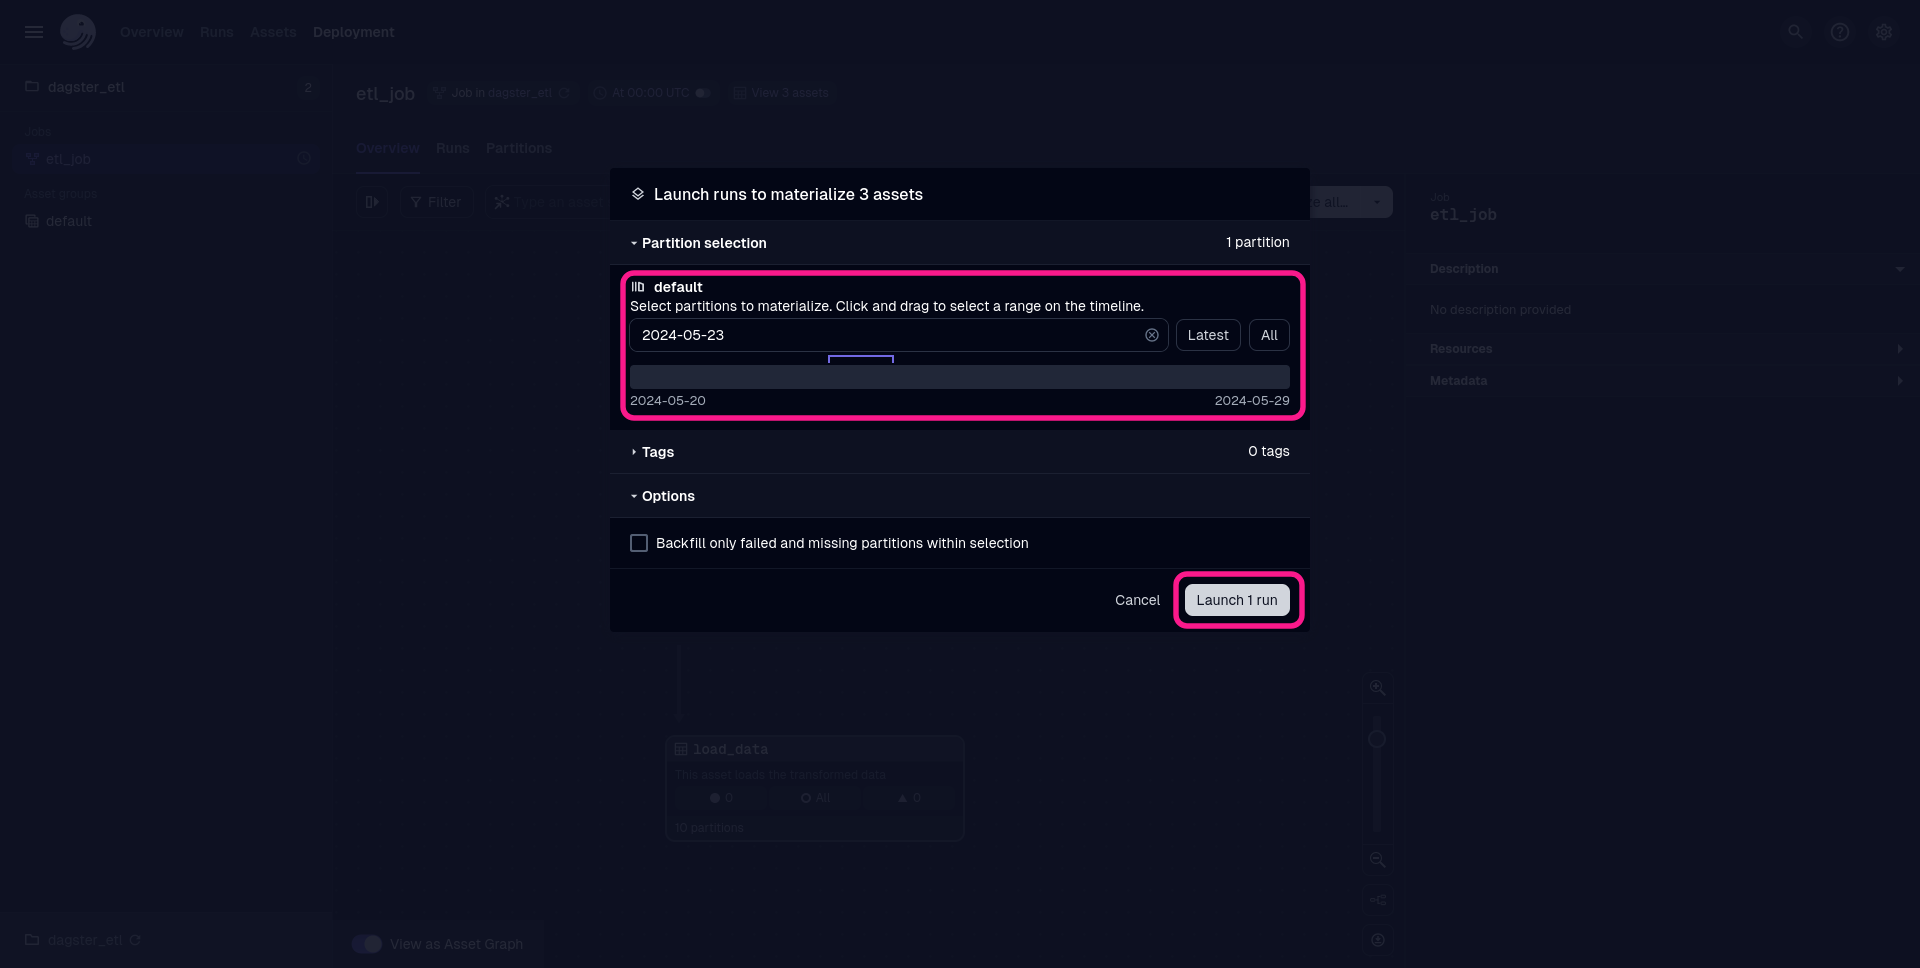 Overview Runs Assets Deployment
dagster_etl 2
Jobs
etl_job
Asset groups
default
etl_job Job in dagster_etl At 00:00 UTC View 3 assets
Overview Runs Partitions
Filter Type an asset
all...
Launch runs to materialize 3 assets
Partition selection 1 partition
default
Select partitions to materialize. Click and drag to select a range on the timeline.
2024-05-23 Latest All
2024-05-20 2024-05-29
Tags 0 tags
Options
Backfill only failed and missing partitions within selection
Cancel Launch 1 run
load_data
This asset loads the transformed data
0 All 0
10 partitions
Job
etl_job
Description
No description provided
Resources
Metadata
dagster_etl
View as Asset Graph